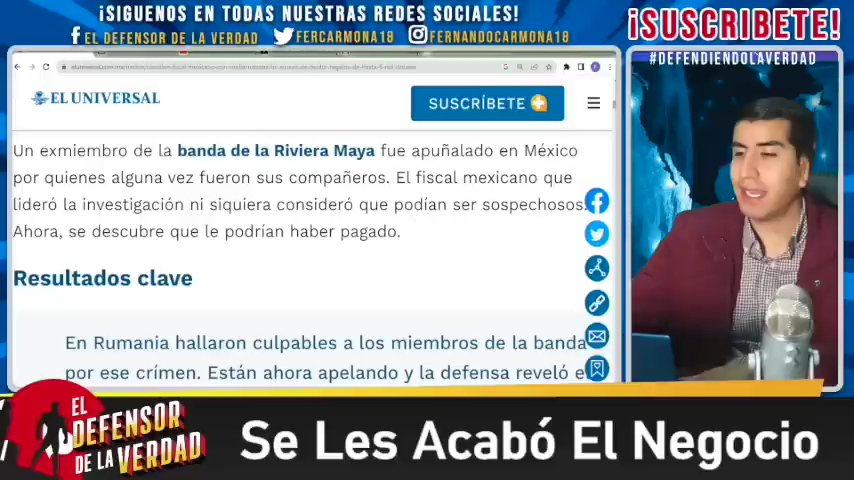 ¡SIGUENOS EN TODAS NUESTRAS REDES SOCIALES!
EL DEFENSOR DE LA VERDAD FERCARMONA18 FERNANDOCARMONA18
¡SUSCRIBETE!
#DEFENDIENDOLAVERDAD
EL UNIVERSAL
SUSCRÍBETE
Un exmiembro de la banda de la Riviera Maya fue apuñalado en México
por quienes alguna vez fueron sus compañeros. El fiscal mexicano que
lideró la investigación ni siquiera consideró que podían ser sospechosos.
Ahora, se descubre que le podrían haber pagado.
Resultados clave
En Rumania hallaron culpables a los miembros de la banda
por ese crímen. Están ahora apelando y la defensa reveló e
EL
DEFENSOR
DE LA VERDAD
Se Les Acabó El Negocio